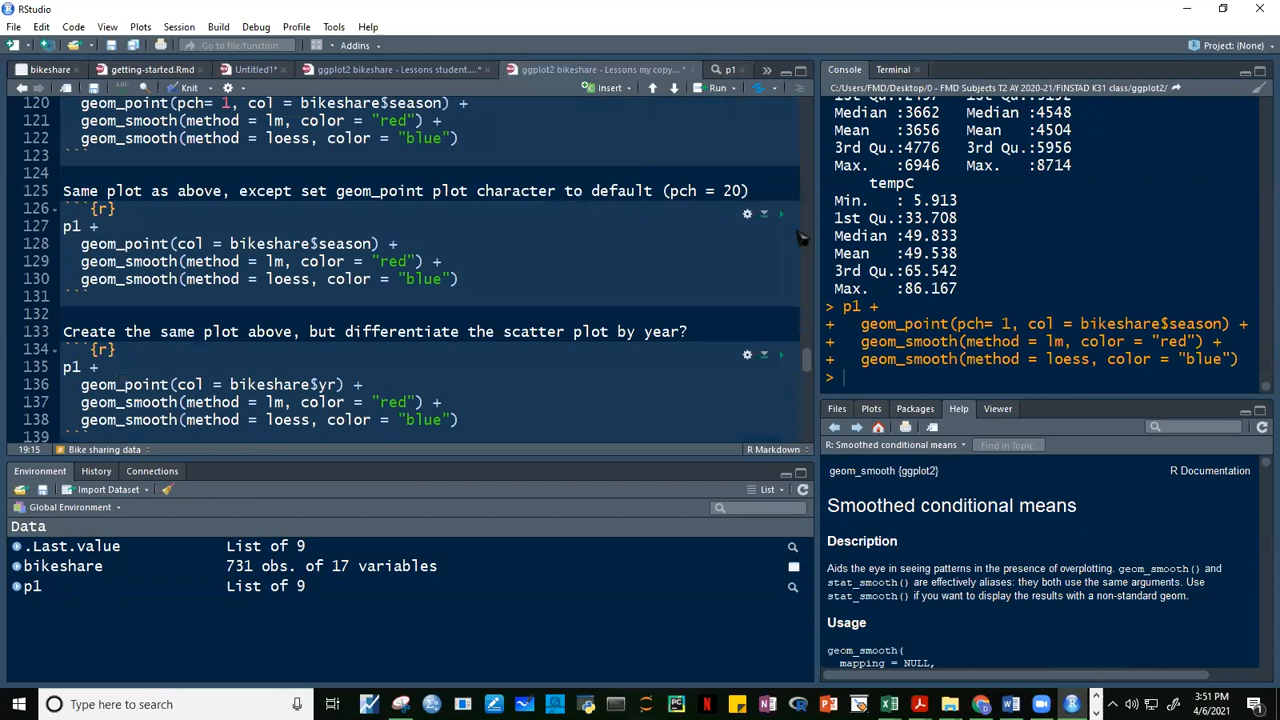 RStudio
File Edit Code View Plots Session Build Debug Profile Tools Help
Go to file/function Addins Project: (None)
bikeshare getting-started.Rmd Untitled1* ggplot2 bikeshare - Lessons student....* ggplot2 bikeshare - Lessons my copy....* p1
Knit Insert Run
120 geom_point(pch= 1, col = bikeshare$season) +
121 geom_smooth(method = lm, color = "red") +
122 geom_smooth(method = loess, color = "blue")
123 ```
124
125 Same plot as above, except set geom_point plot character to default (pch = 20)
126 ```{r}
127 p1 +
128 geom_point(col = bikeshare$season) +
129 geom_smooth(method = lm, color = "red") +
130 geom_smooth(method = loess, color = "blue")
131 ```
132
133 Create the same plot above, but differentiate the scatter plot by year?
134 ```{r}
135 p1 +
136 geom_point(col = bikeshare$yr) +
137 geom_smooth(method = lm, color = "red") +
138 geom_smooth(method = loess, color = "blue")
139 ```
19:15 Bike sharing data R Markdown
Environment History Connections
Import Dataset List
Global Environment
Data
.Last.value List of 9
bikeshare 731 obs. of 17 variables
p1 List of 9
Console Terminal
C:/Users/FMD/Desktop/0 - FMD Subjects T2 AY 2020-21/FINSTAD K31 class/ggplot2/
Median :3662 Median :4548
Mean :3656 Mean :4504
3rd Qu.:4776 3rd Qu.:5956
Max. :6946 Max. :8714
tempC
Min. : 5.913
1st Qu.:33.708
Median :49.833
Mean :49.538
3rd Qu.:65.542
Max. :86.167
> p1 +
+ geom_point(pch= 1, col = bikeshare$season) +
+ geom_smooth(method = lm, color = "red") +
+ geom_smooth(method = loess, color = "blue")
>
Files Plots Packages Help Viewer
R: Smoothed conditional means Find in Topic
geom_smooth {ggplot2} R Documentation
Smoothed conditional means
Description
Aids the eye in seeing patterns in the presence of overplotting. geom_smooth() and
stat_smooth() are effectively aliases: they both use the same arguments. Use
stat_smooth() if you want to display the results with a non-standard geom.
Usage
geom_smooth(
mapping = NULL,
Type here to search
3:51 PM
4/6/2021